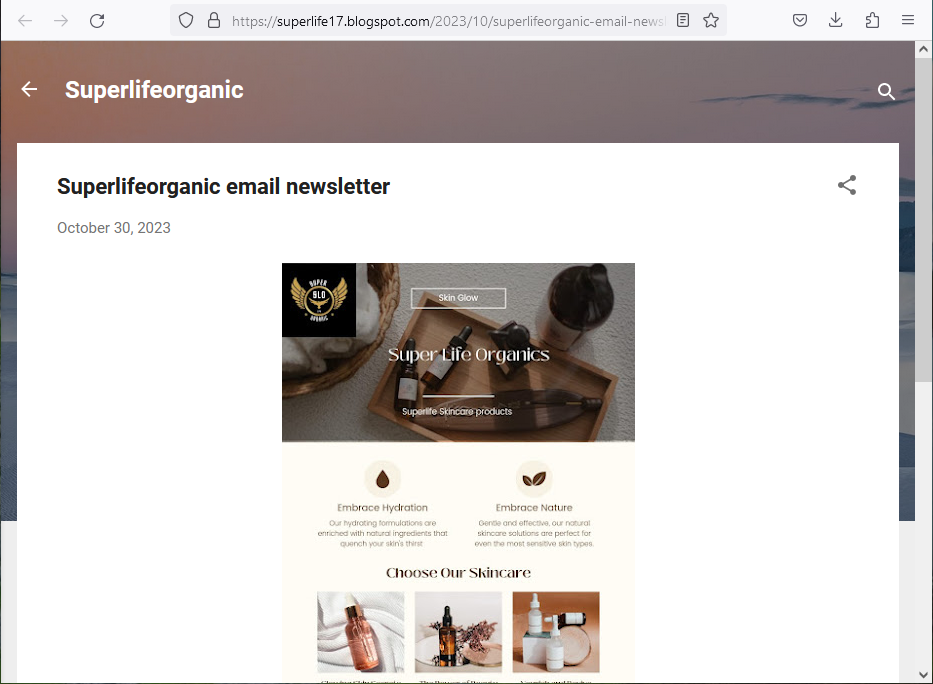 https://superlife17.blogspot.com/2023/10/superlifeorganic-email-newsl
Superlifeorganic
Superlifeorganic email newsletter
October 30, 2023
SUPER
SLO
ORGANIC
Skin Glow
Super Life Organics
Superlife Skincare products
Embrace Hydration
Our hydrating formulations are
enriched with natural ingredients that
quench your skin's thirst
Embrace Nature
Gentle and effective, our natural
skincare solutions are perfect for
even the most sensitive skin types.
Choose Our Skincare